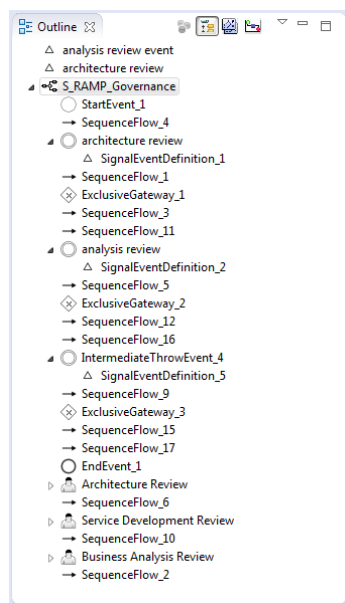 Outline
analysis review event
architecture review
S_RAMP_Governance
StartEvent_1
SequenceFlow_4
architecture review
SignalEventDefinition_1
SequenceFlow_1
ExclusiveGateway_1
SequenceFlow_3
SequenceFlow_11
analysis review
SignalEventDefinition_2
SequenceFlow_5
ExclusiveGateway_2
SequenceFlow_12
SequenceFlow_16
IntermediateThrowEvent_4
SignalEventDefinition_5
SequenceFlow_9
ExclusiveGateway_3
SequenceFlow_15
SequenceFlow_17
EndEvent_1
Architecture Review
SequenceFlow_6
Service Development Review
SequenceFlow_10
Business Analysis Review
SequenceFlow_2